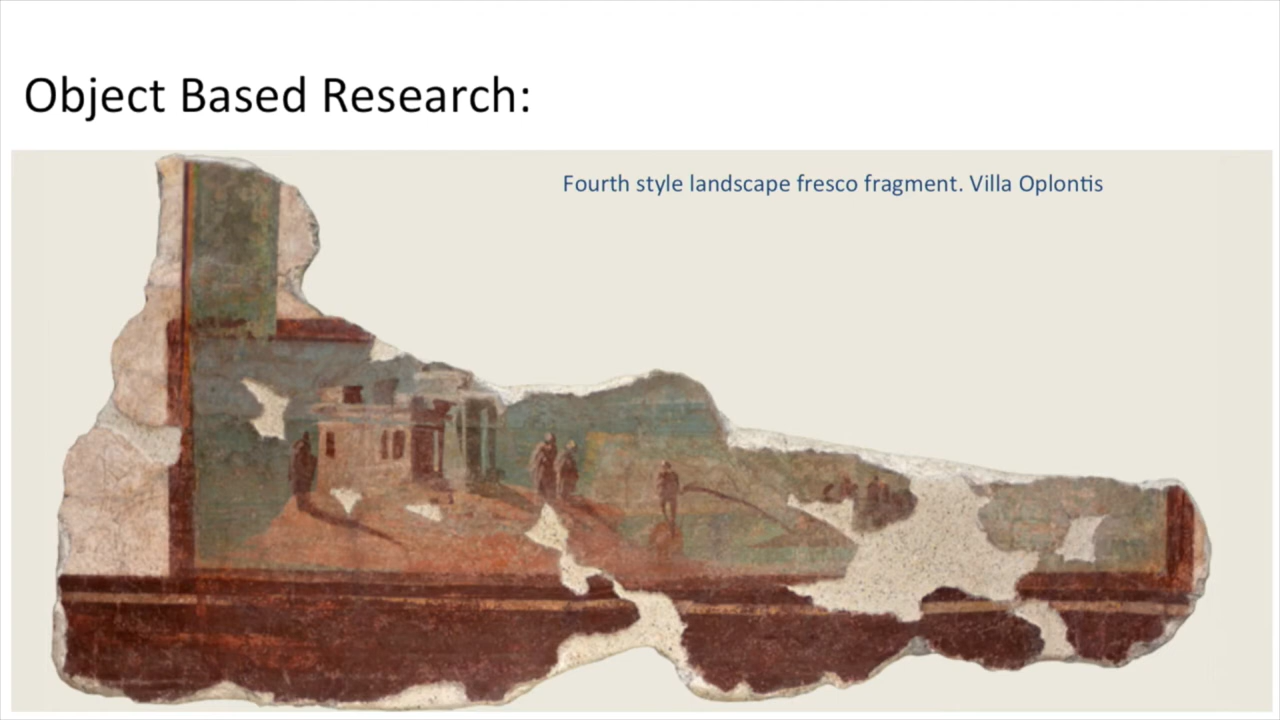 Object Based Research:
Fourth style landscape fresco fragment. Villa Oplontis